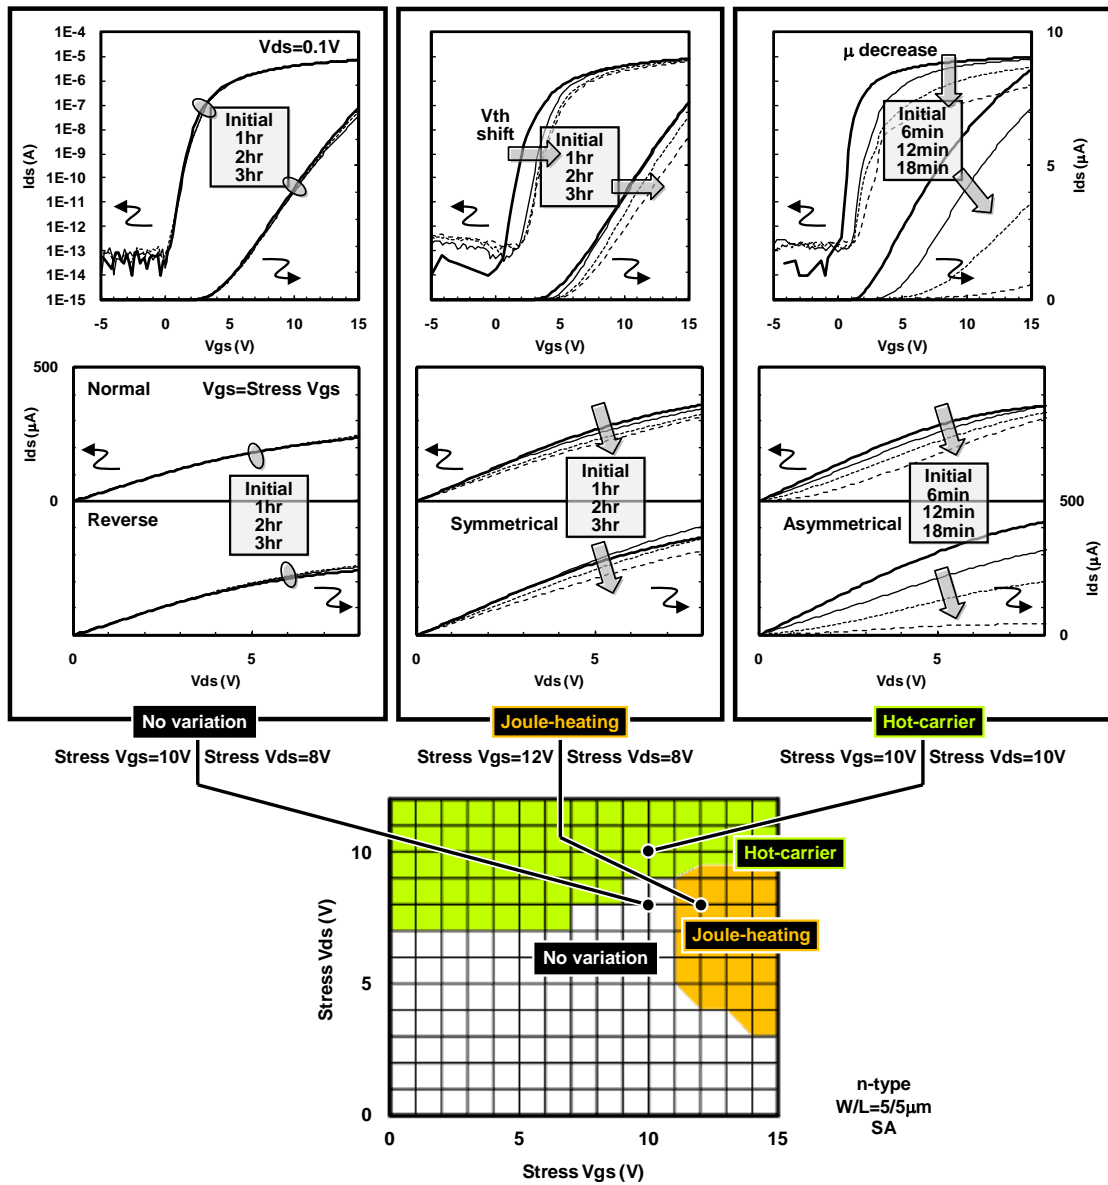 1E-4
1E-5
1E-6
1E-7
1E-8
1E-9
1E-10
1E-11
1E-12
1E-13
1E-14
1E-15
Ids (A)
Vds=0.1V
Initial
1hr
2hr
3hr
-5
0
5
10
15
Vgs (V)
Vth
shift
Initial
1hr
2hr
3hr
-5
0
5
10
15
Vgs (V)
μ decrease
Initial
6min
12min
18min
10
5
0
Ids (μA)
-5
0
5
10
15
Vgs (V)
500
0
Ids (μA)
Normal
Vgs=Stress Vgs
Reverse
Initial
1hr
2hr
3hr
0
5
Vds (V)
Symmetrical
Initial
1hr
2hr
3hr
0
5
Vds (V)
Asymmetrical
Initial
6min
12min
18min
500
0
Ids (μA)
0
5
Vds (V)
No variation
Stress Vgs=10V
Stress Vds=8V
Joule-heating
Stress Vgs=12V
Stress Vds=8V
Hot-carrier
Stress Vgs=10V
Stress Vds=10V
10
5
0
Stress Vds (V)
Hot-carrier
Joule-heating
No variation
0
5
10
15
Stress Vgs (V)
n-type
W/L=5/5μm
SA